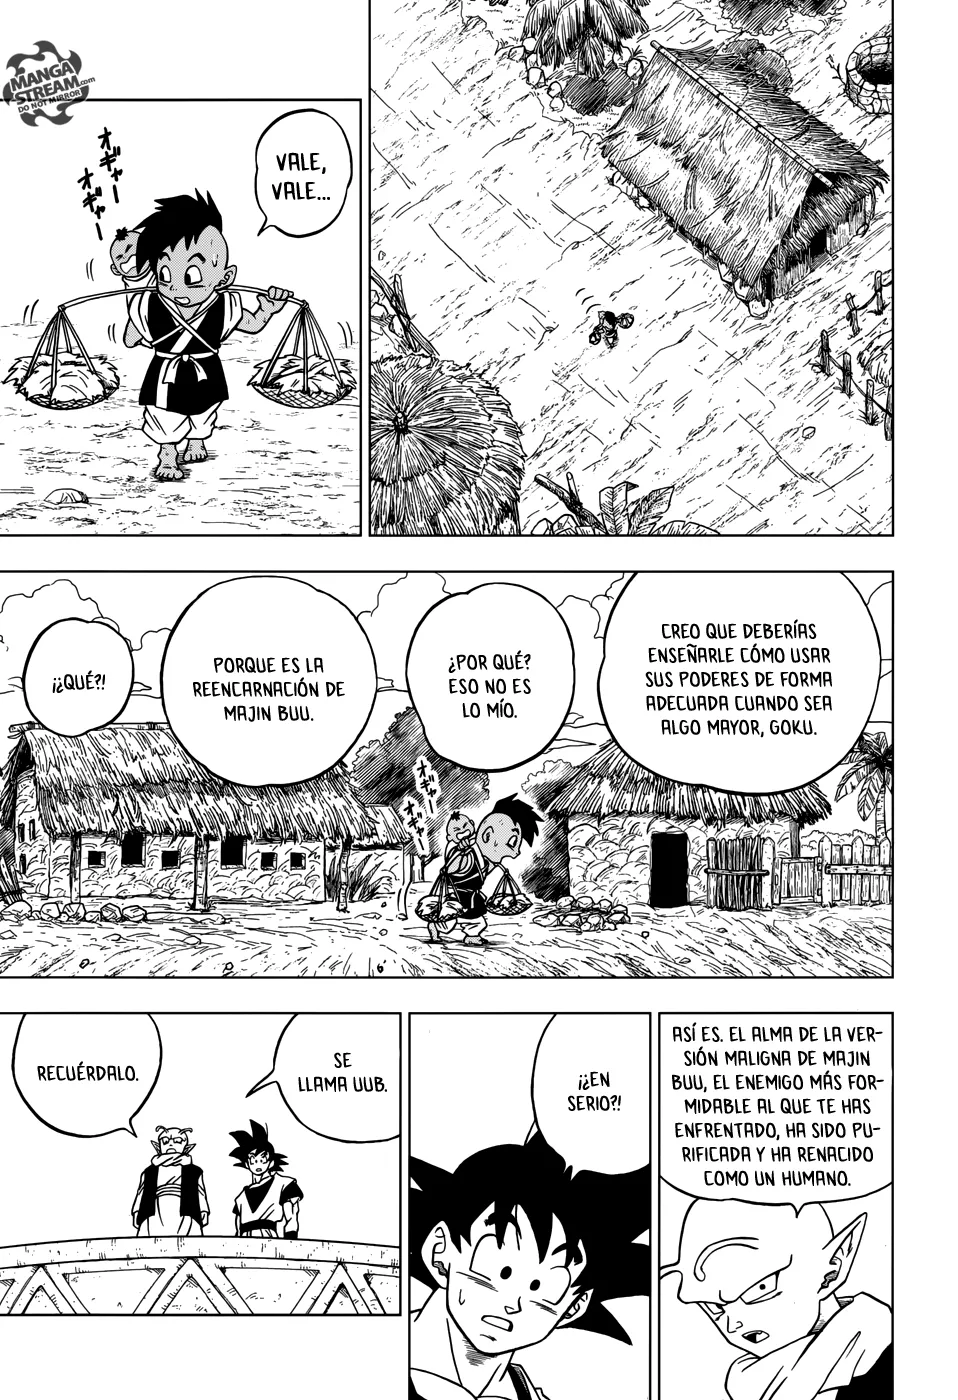 MANGA
STREAM.com
DO NOT MIRROR!
VALE,
VALE...
オギャー
オギャー
CREO QUE DEBERÍAS
ENSEÑARLE CÓMO USAR
SUS PODERES DE FORMA
ADECUADA CUANDO SEA
ALGO MAYOR, GOKU.
¿POR QUÉ?
ESO NO ES
LO MÍO.
PORQUE ES LA
REENCARNACIÓN DE
MAJIN BUU.
¡¿QUÉ?!
オギャー
オギャー
ASÍ ES. EL ALMA DE LA VER-
SIÓN MALIGNA DE MAJIN
BUU, EL ENEMIGO MÁS FOR-
MIDABLE AL QUE TE HAS
ENFRENTADO, HA SIDO PU-
RIFICADA Y HA RENACIDO
COMO UN HUMANO.
¡¿EN
SERIO?!
SE
LLAMA UUB.
RECUÉRDALO.